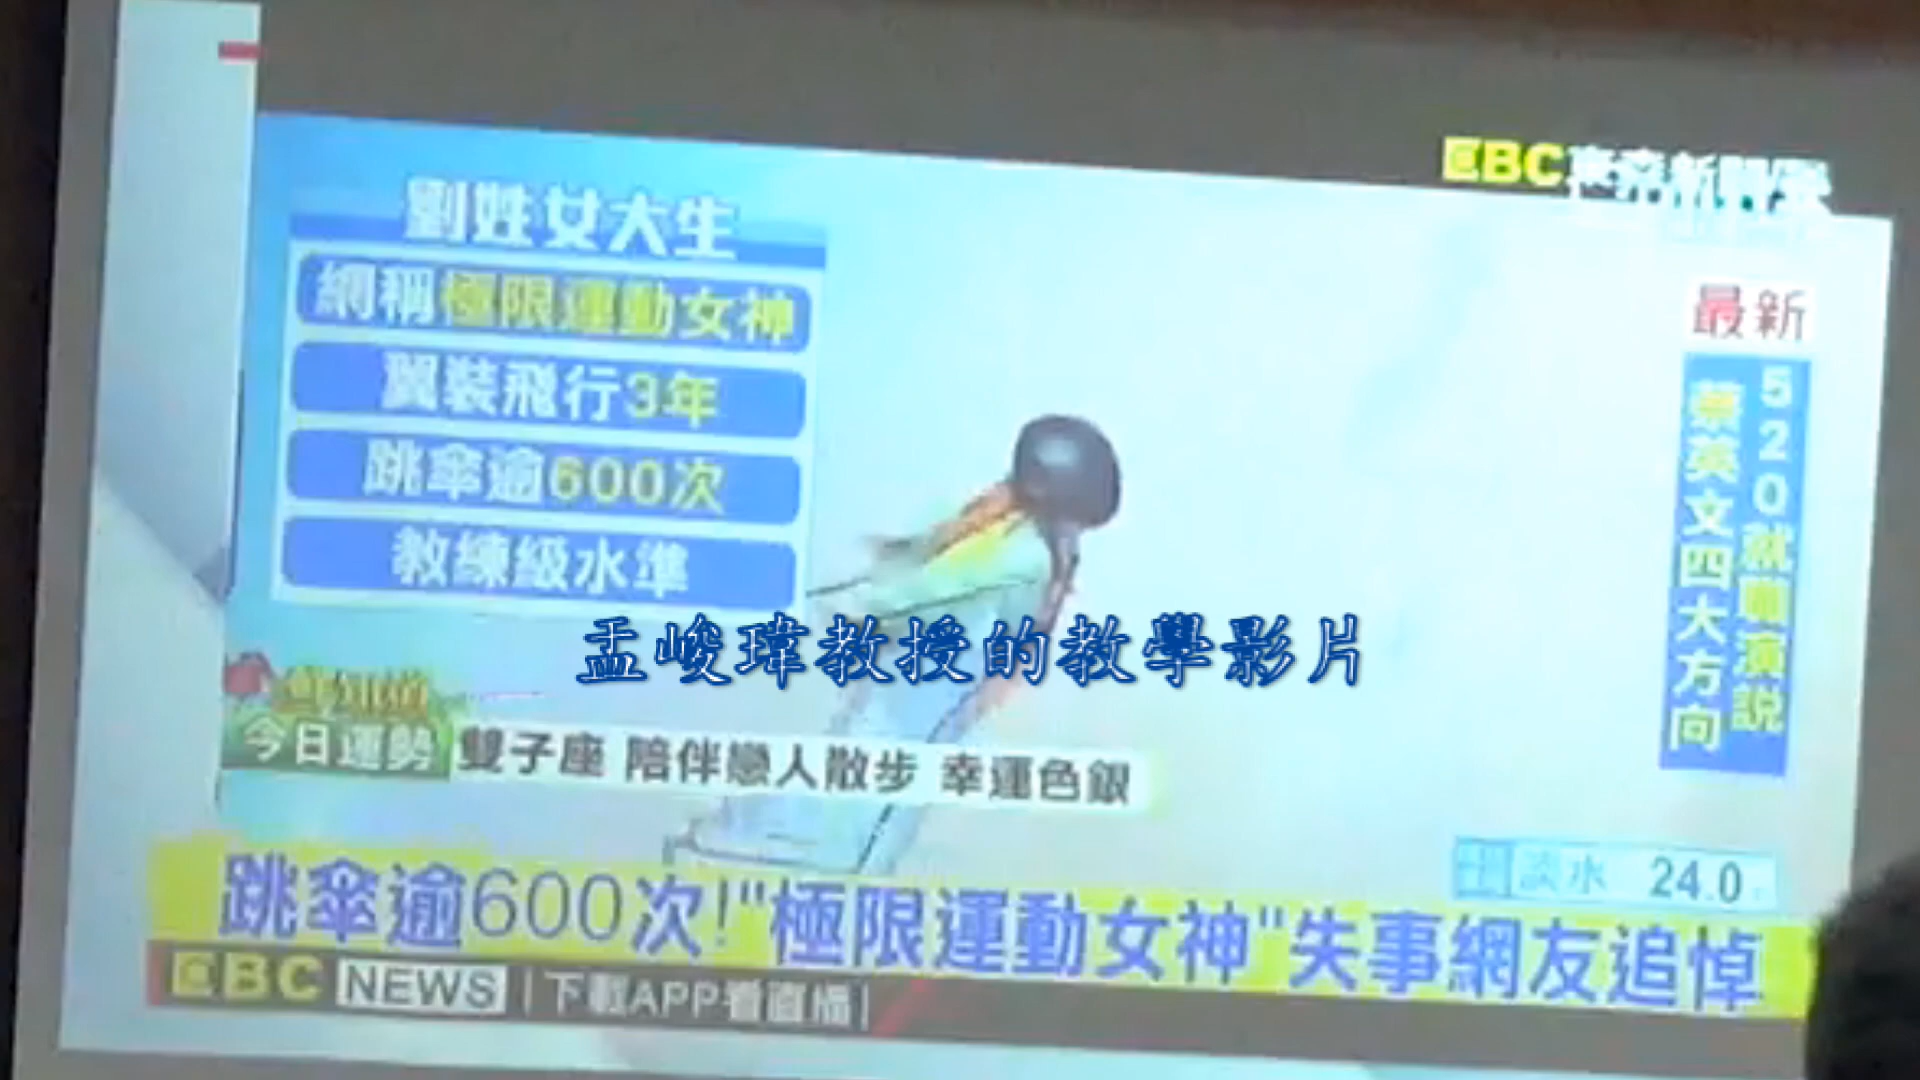 EBC東森新聞
劉姓女大生
網稱極限運動女神
翼裝飛行3年
跳傘逾600次
教練級水準
最新
520就職演說
蔡英文四大方向
孟峻瑋教授的教學影片
鮮知道
今日運勢 雙子座 陪伴戀人散步 幸運色銀
淡水 24.0
跳傘逾600次!"極限運動女神"失事網友追悼
EBC NEWS 下載APP看直播